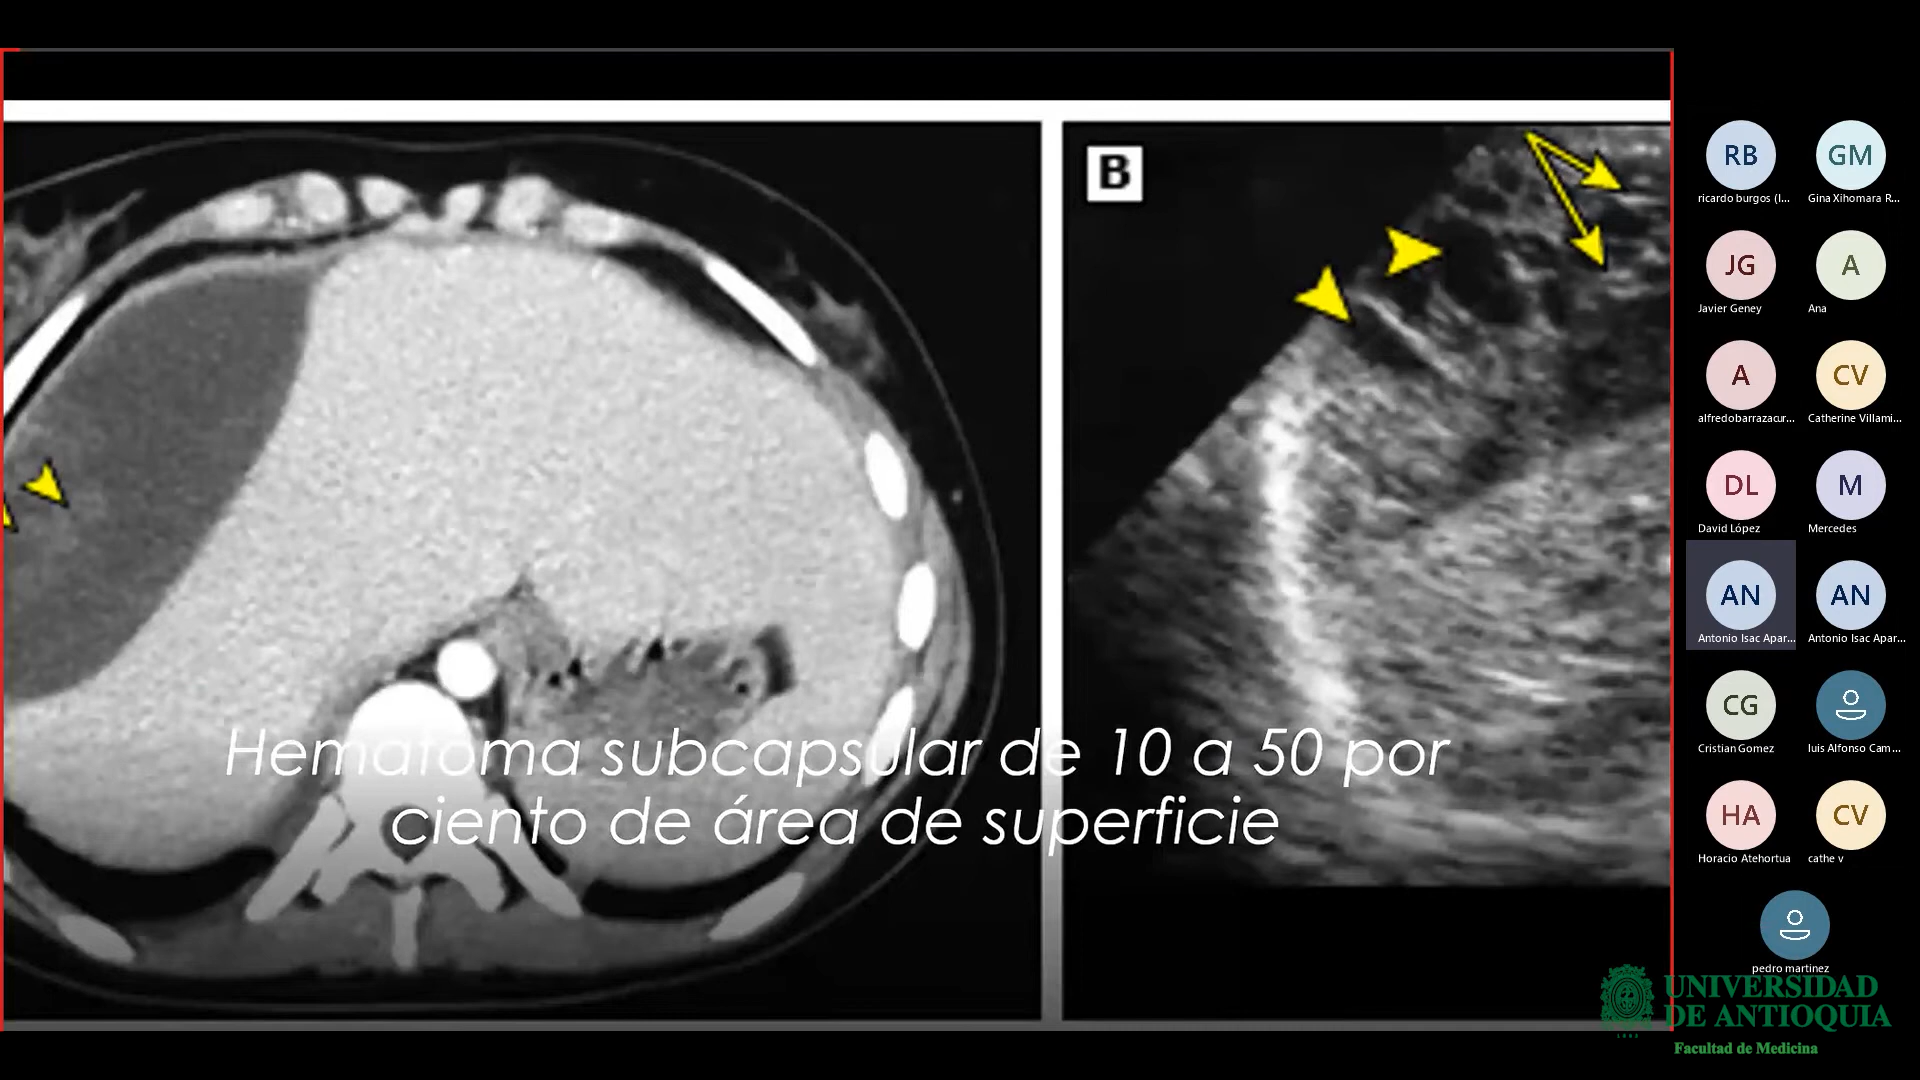 B
Hematoma subcapsular de 10 a 50 por
ciento de área de superficie
RB
GM
ricardo burgos (I...
Gina Xihomara R...
JG
A
Javier Geney
Ana
A
CV
alfredobarrazacur...
Catherine Villami...
DL
M
David López
Mercedes
AN
AN
Antonio Isac Apar...
Antonio Isac Apar...
CG
Cristian Gomez
luis Alfonso Cam...
HA
CV
Horacio Atehortua
cathe v
pedro martinez
UNIVERSIDAD
DE ANTIOQUIA
Facultad de Medicina